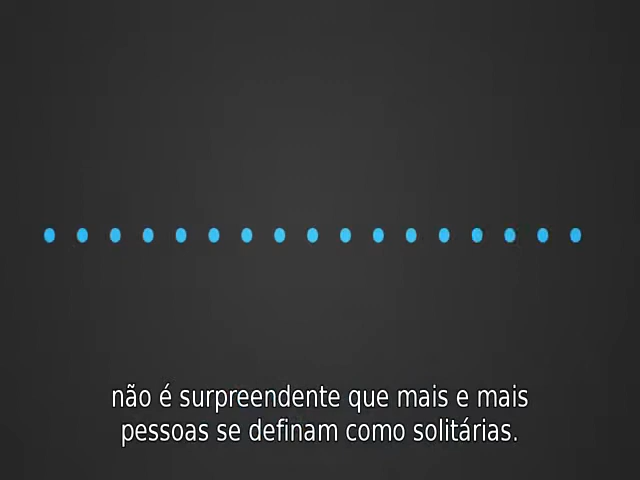 não é surpreendente que mais e mais
pessoas se definam como solitárias.